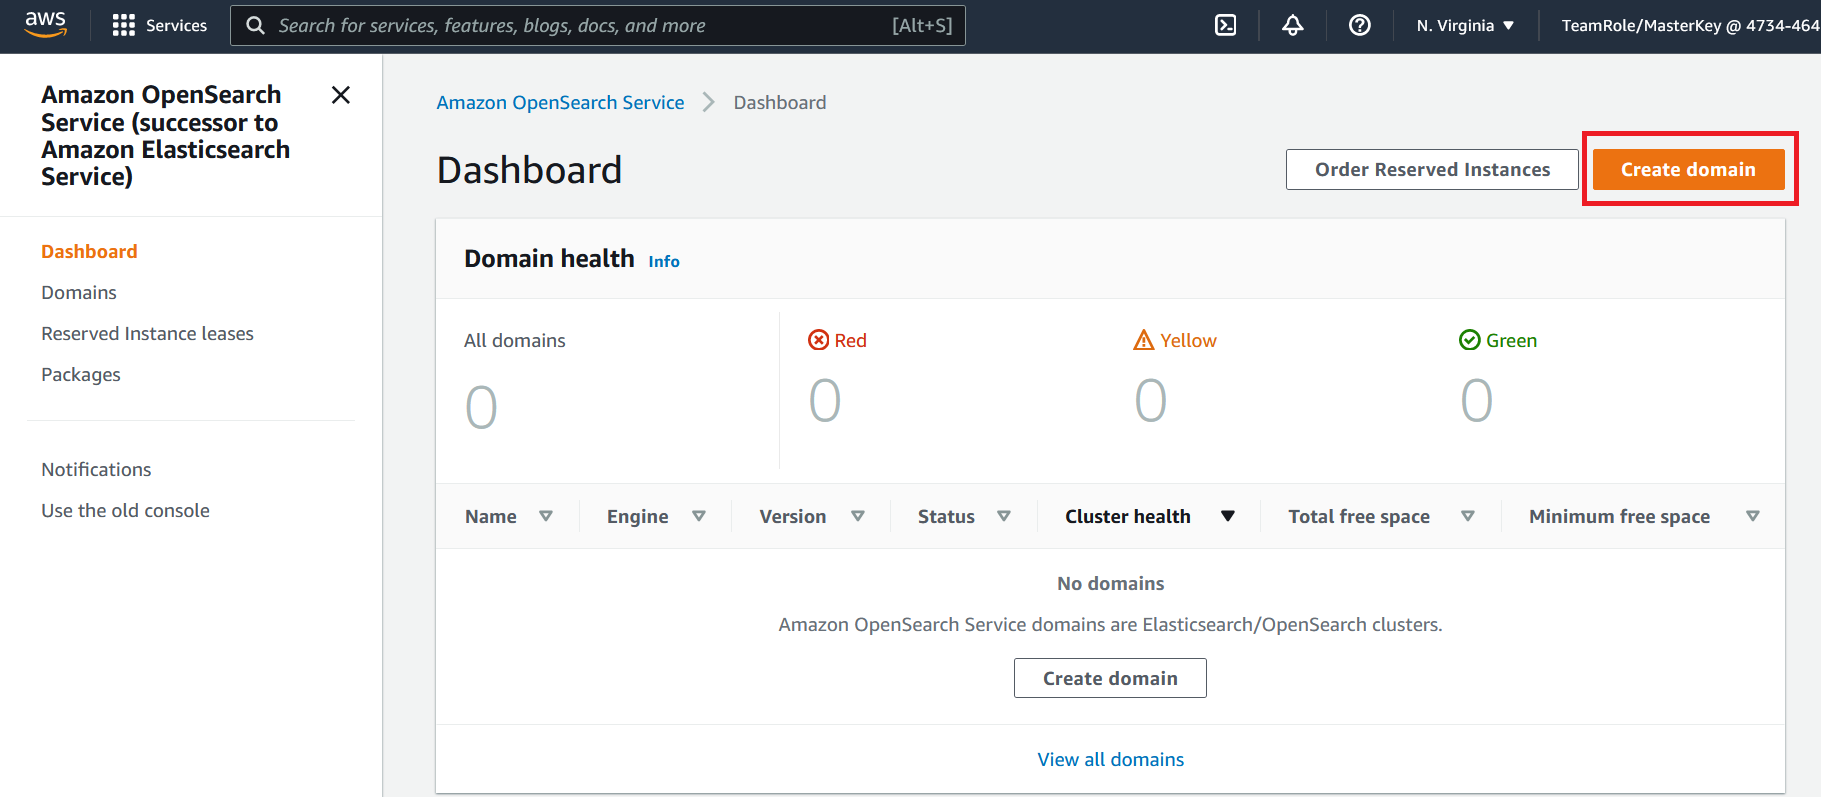 aws
Services
Search for services, features, blogs, docs, and more
[Alt+S]
N. Virginia
TeamRole/MasterKey @ 4734-464
Amazon OpenSearch
Service (successor to
Amazon Elasticsearch
Service)
Dashboard
Domains
Reserved Instance leases
Packages
Notifications
Use the old console
Amazon OpenSearch Service
Dashboard
Dashboard
Order Reserved Instances
Create domain
Domain health Info
All domains
0
Red
0
Yellow
0
Green
0
Name
Engine
Version
Status
Cluster health
Total free space
Minimum free space
No domains
Amazon OpenSearch Service domains are Elasticsearch/OpenSearch clusters.
Create domain
View all domains